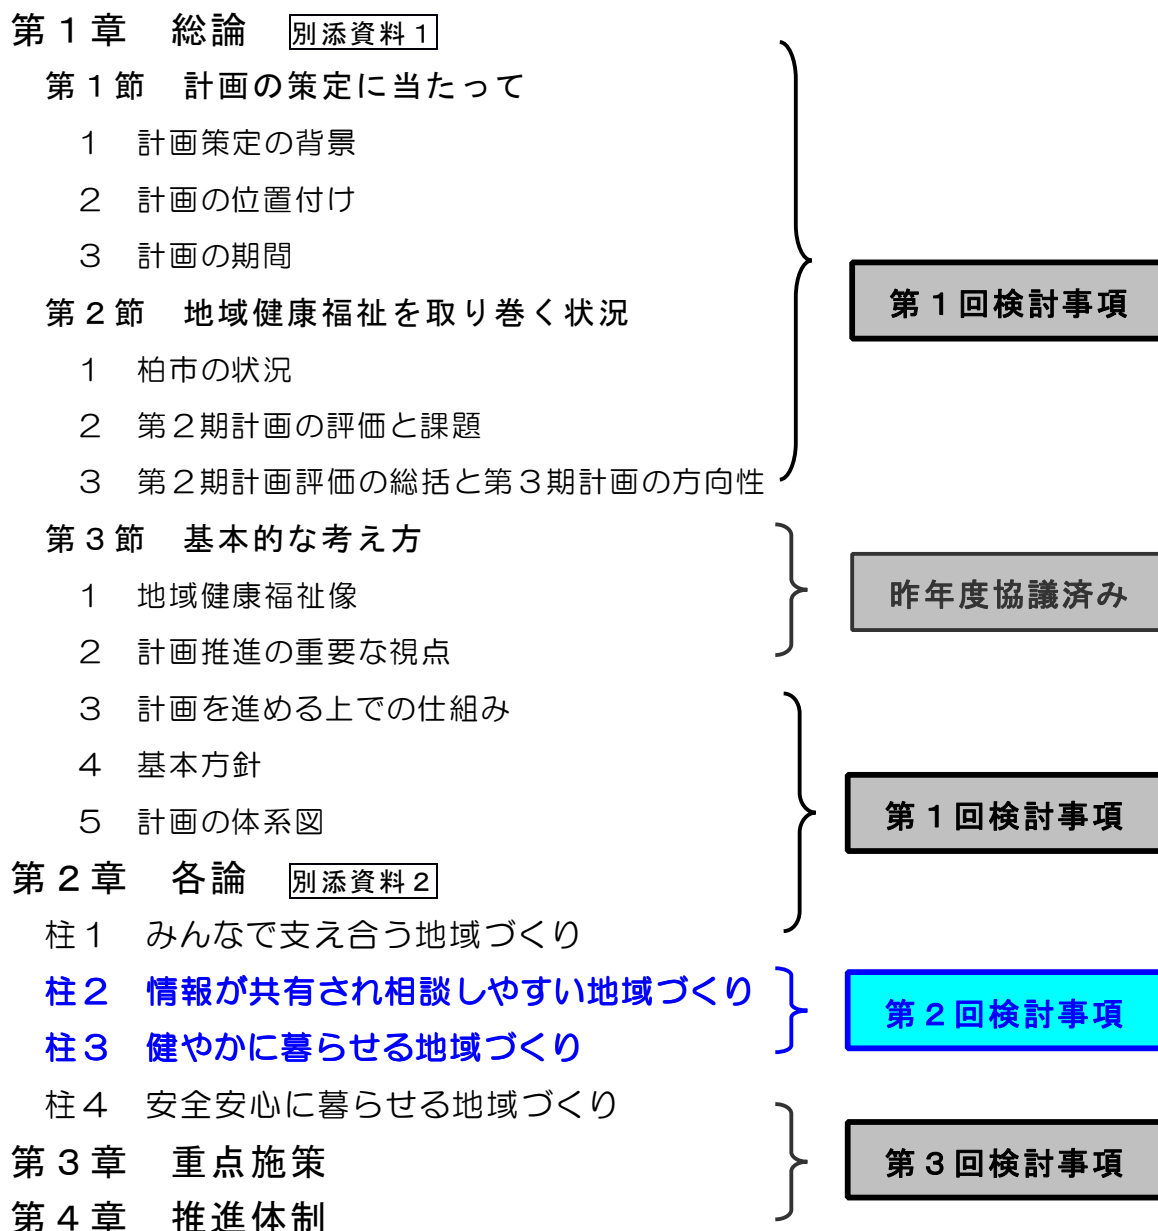 第1章　総論　別添資料1
第1節　計画の策定に当たって
1　計画策定の背景
2　計画の位置付け
3　計画の期間
第1回検討事項
第2節　地域健康福祉を取り巻く状況
1　柏市の状況
2　第2期計画の評価と課題
3　第2期計画評価の総括と第3期計画の方向性
第3節　基本的な考え方
1　地域健康福祉像
昨年度協議済み
2　計画推進の重要な視点
3　計画を進める上での仕組み
4　基本方針
5　計画の体系図
第1回検討事項
第2章　各論　別添資料2
柱1　みんなで支え合う地域づくり
柱2　情報が共有され相談しやすい地域づくり
第2回検討事項
柱3　健やかに暮らせる地域づくり
柱4　安全安心に暮らせる地域づくり
第3章　重点施策
第3回検討事項
第4章　推進体制